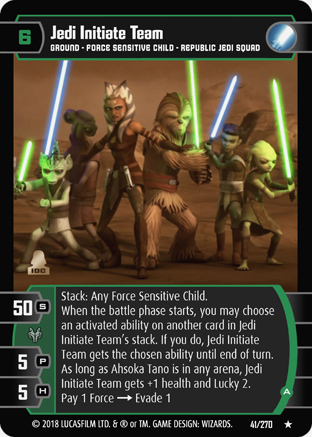 6
Jedi Initiate Team
GROUND - FORCE SENSITIVE CHILD - REPUBLIC JEDI SQUAD
IDC
50 S
5 P
5 H
Stack: Any Force Sensitive Child.
When the battle phase starts, you may choose
an activated ability on another card in Jedi
Initiate Team's stack. If you do, Jedi Initiate
Team gets the chosen ability until end of turn.
As long as Ahsoka Tano is in any arena, Jedi
Initiate Team gets +1 health and Lucky 2.
Pay 1 Force → Evade 1
A
© 2018 LUCASFILM LTD. & ® or TM. GAME DESIGN: WIZARDS. 41/270 ★